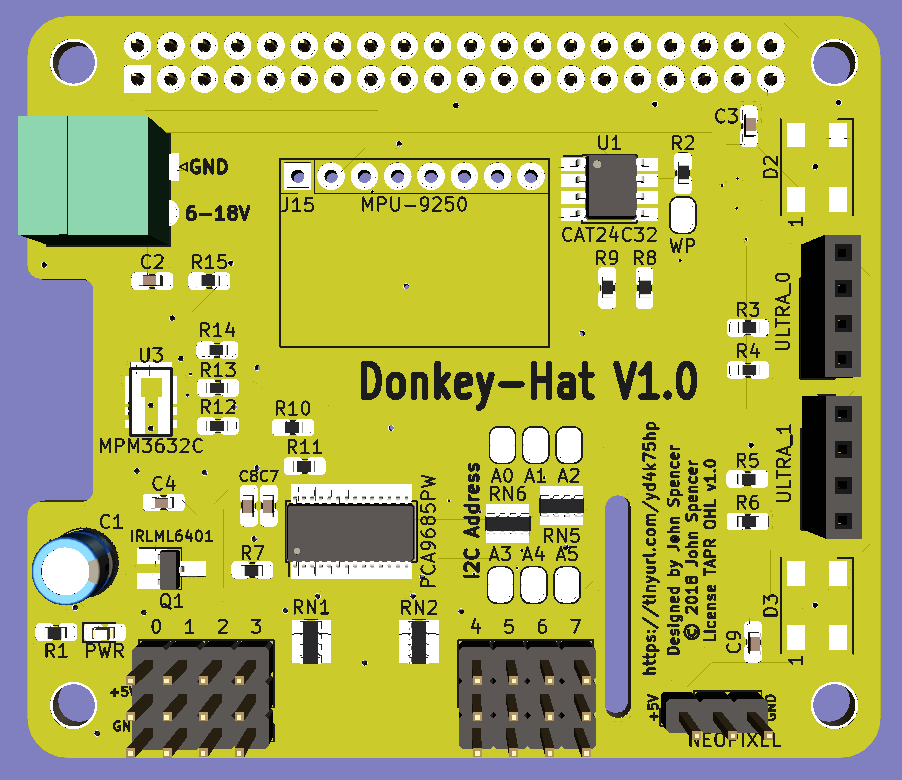 C3
U1
R2
D2
◁GND
6-18V
J15
MPU-9250
CAT24C32
WP
1
C2
R15
R9
R8
ULTRA_0
R3
R14
U3
R4
R13
Donkey-Hat V1.0
R12
R10
MPM3632C
R11
ULTRA_1
C8
C7
A0
A1
A2
R5
C4
RN6
R6
C1
IRLML6401
PCA9685PW
I2C Address
RN5
R7
A3
A4
A5
https://tinyurl.com/yd4k75hp
Designed by John Spencer
© 2018 John Spencer
License TAPR OHL v1.0
Q1
RN1
RN2
D3
C9
R1
PWR
0 1 2 3
4 5 6 7
1
+5V
+5V
GND
NEOPIXEL